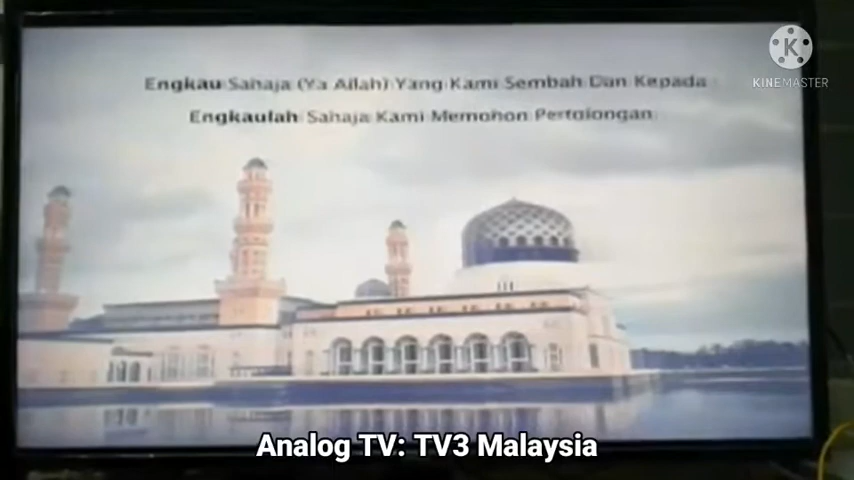 K
KINEMASTER
Engkau Sahaja (Ya Allah) Yang Kami Sembah Dan Kepada
Engkaulah Sahaja Kami Memohon Pertolongan
Analog TV: TV3 Malaysia